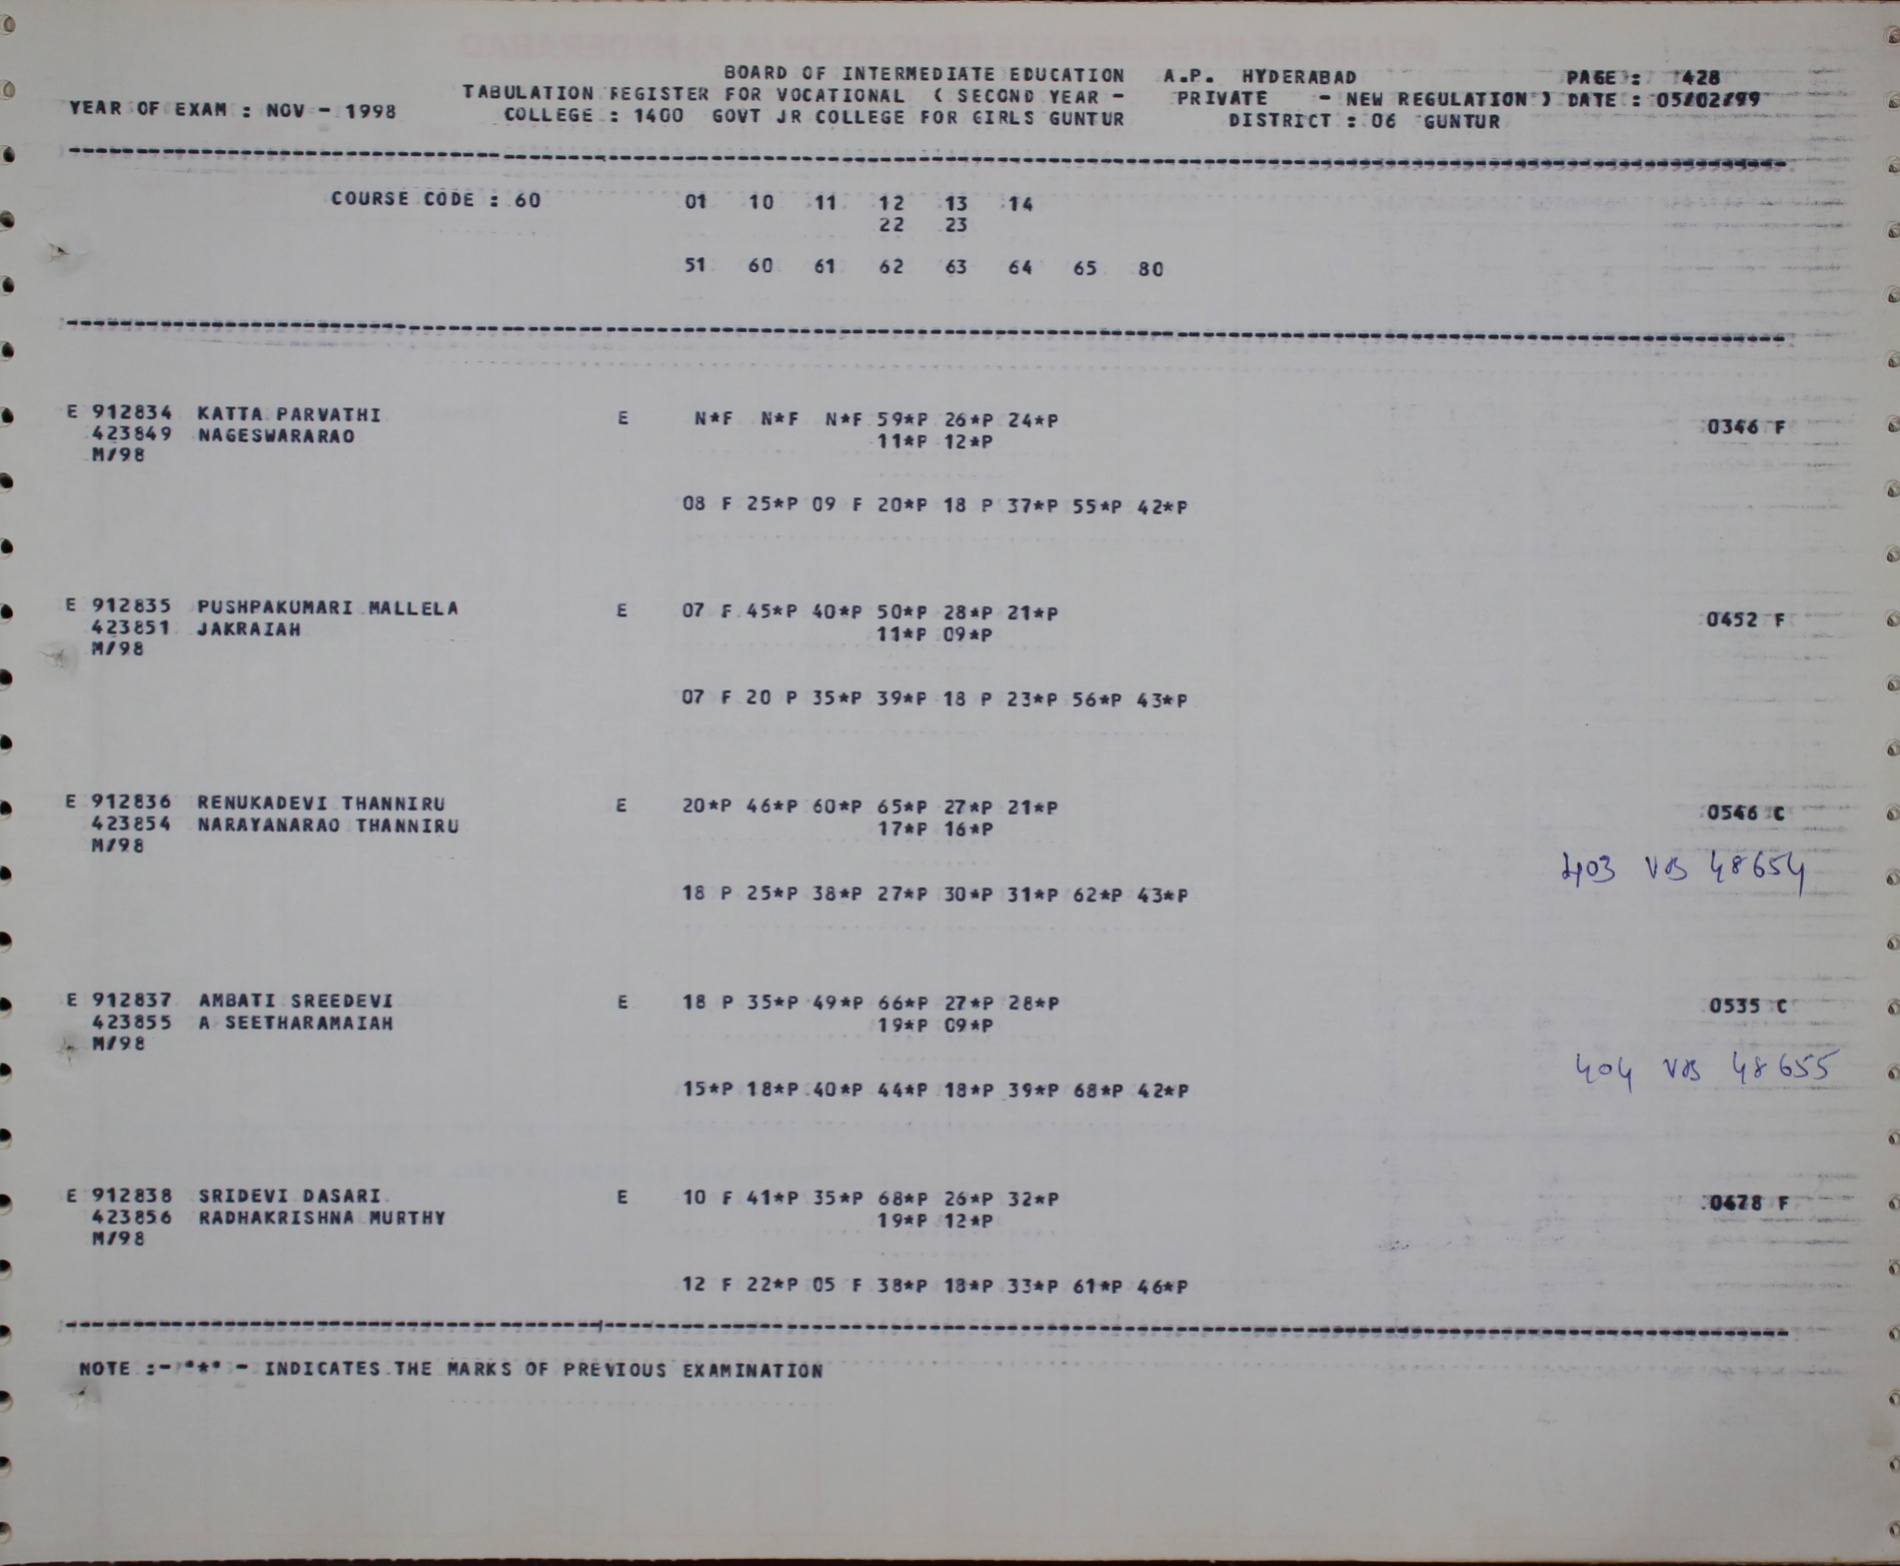 BOARD OF INTERMEDIATE EDUCATION A.P. HYDERABAD PAGE : 428
TABULATION REGISTER FOR VOCATIONAL ( SECOND YEAR - PRIVATE - NEW REGULATION ) DATE : 05/02/99
YEAR OF EXAM : NOV - 1998 COLLEGE : 1400 GOVT JR COLLEGE FOR GIRLS GUNTUR DISTRICT : 06 GUNTUR
COURSE CODE : 60 01 10 11 12 13 14
22 23
51 60 61 62 63 64 65 80
E 912834 KATTA PARVATHI E N*F N*F N*F 59*P 26*P 24*P 0346 F
423849 NAGESWARARAO 11*P 12*P
M/98
08 F 25*P 09 F 20*P 18 P 37*P 55*P 42*P
E 912835 PUSHPAKUMARI MALLELA E 07 F 45*P 40*P 50*P 28*P 21*P 0452 F
423851 JAKRAIAH 11*P 09*P
M/98
07 F 20 P 35*P 39*P 18 P 23*P 56*P 43*P
E 912836 RENUKADEVI THANNIRU E 20*P 46*P 60*P 65*P 27*P 21*P 0546 C
423854 NARAYANARAO THANNIRU 17*P 16*P
M/98
403 VBS 48654
18 P 25*P 38*P 27*P 30*P 31*P 62*P 43*P
E 912837 AMBATI SREEDEVI E 18 P 35*P 49*P 66*P 27*P 28*P 0535 C
423855 A SEETHARAMAIAH 19*P 09*P
M/98
404 VBS 48655
15*P 18*P 40*P 44*P 18*P 39*P 68*P 42*P
E 912838 SRIDEVI DASARI E 10 F 41*P 35*P 68*P 26*P 32*P 0478 F
423856 RADHAKRISHNA MURTHY 19*P 12*P
M/98
12 F 22*P 05 F 38*P 18*P 33*P 61*P 46*P
NOTE :- '*' - INDICATES THE MARKS OF PREVIOUS EXAMINATION